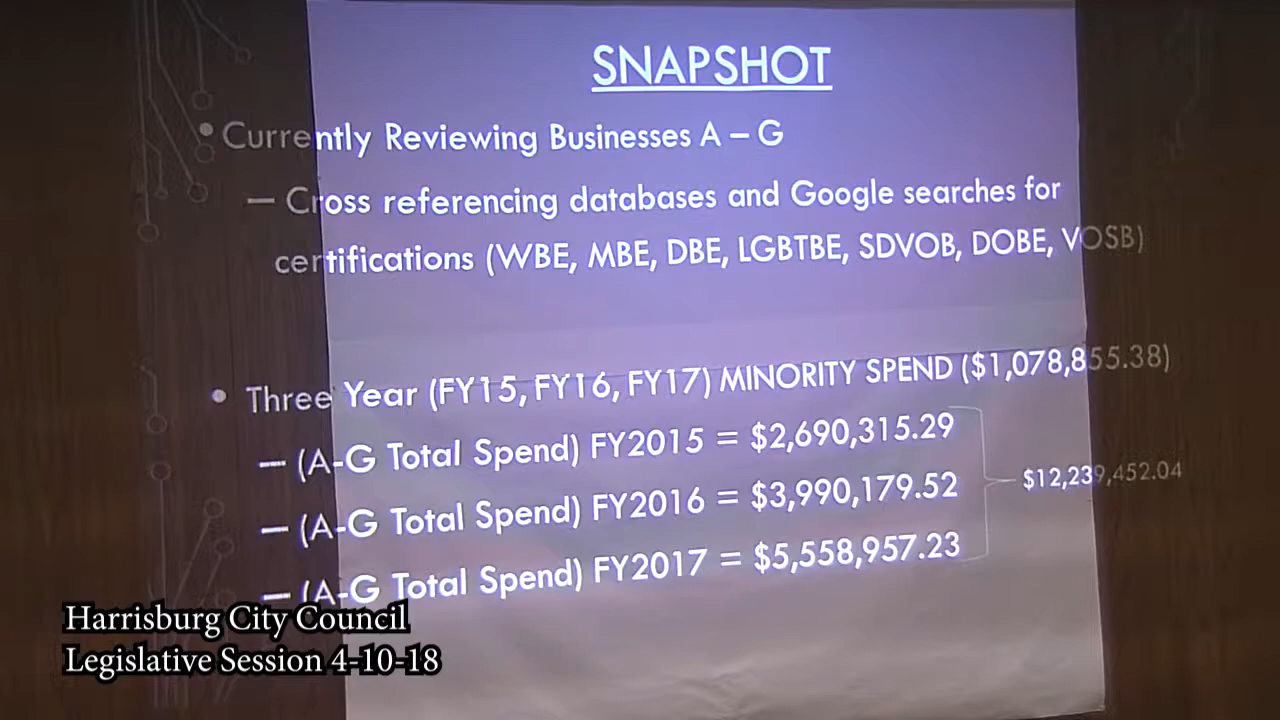 SNAPSHOT
• Currently Reviewing Businesses A – G
– Cross referencing databases and Google searches for
certifications (WBE, MBE, DBE, LGBTBE, SDVOB, DOBE, VOSB)
• Three Year (FY15, FY16, FY17) MINORITY SPEND ($1,078,855.38)
– (A-G Total Spend) FY2015 = $2,690,315.29
– (A-G Total Spend) FY2016 = $3,990,179.52
$12,239,452.04
– (A-G Total Spend) FY2017 = $5,558,957.23
Harrisburg City Council
Legislative Session 4-10-18